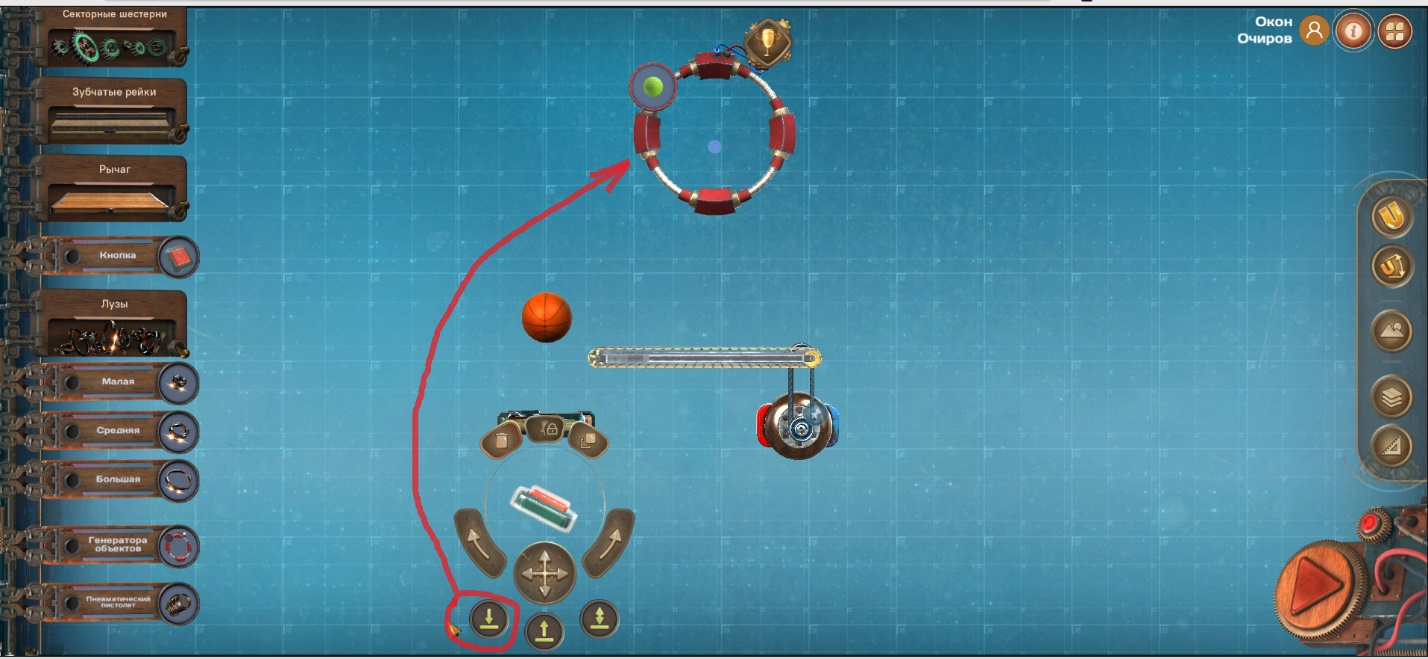 Секторные шестерни
Зубчатые рейки
Рычаг
Кнопка
Лузы
Малая
Средняя
Большая
Генератора
объектов
Пневматический
пистолет
Окон
Очиров